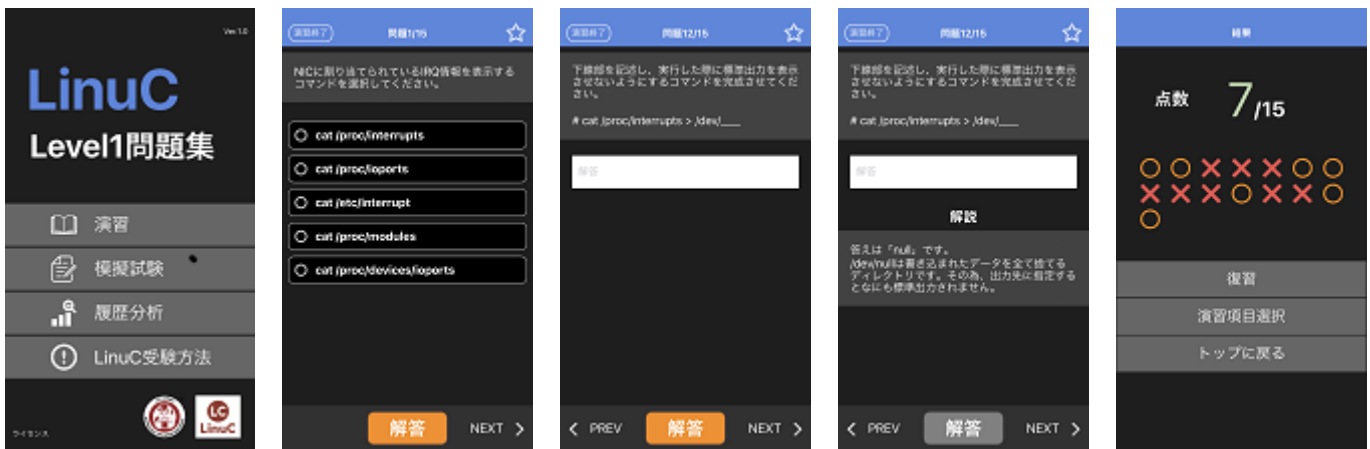 Ver 1.0
LinuC
Level1問題集
演習
模擬試験
履歴分析
LinuC受験方法
LC
LinuC
ライセンス
演習終了
問題1/15
NICに割り当てられているIRQ情報を表示する
コマンドを選択してください。
cat /proc/interrupts
cat /proc/ioports
cat /etc/interrupt
cat /proc/modules
cat /proc/devices/ioports
解答
NEXT
演習終了
問題12/15
下線部を記述し、実行した際に標準出力を表示
させないようにするコマンドを完成させてくだ
さい。
# cat /proc/interrupts > /dev/___
解答
PREV
解答
NEXT
演習終了
問題12/15
下線部を記述し、実行した際に標準出力を表示
させないようにするコマンドを完成させてくだ
さい。
# cat /proc/interrupts > /dev/___
解答
解説
答えは「null」です。
/dev/nullは書き込まれたデータを全て捨てる
ディレクトリです。その為、出力先に指定する
となにも標準出力されません。
PREV
解答
NEXT
結果
点数 7/15
復習
演習項目選択
トップに戻る